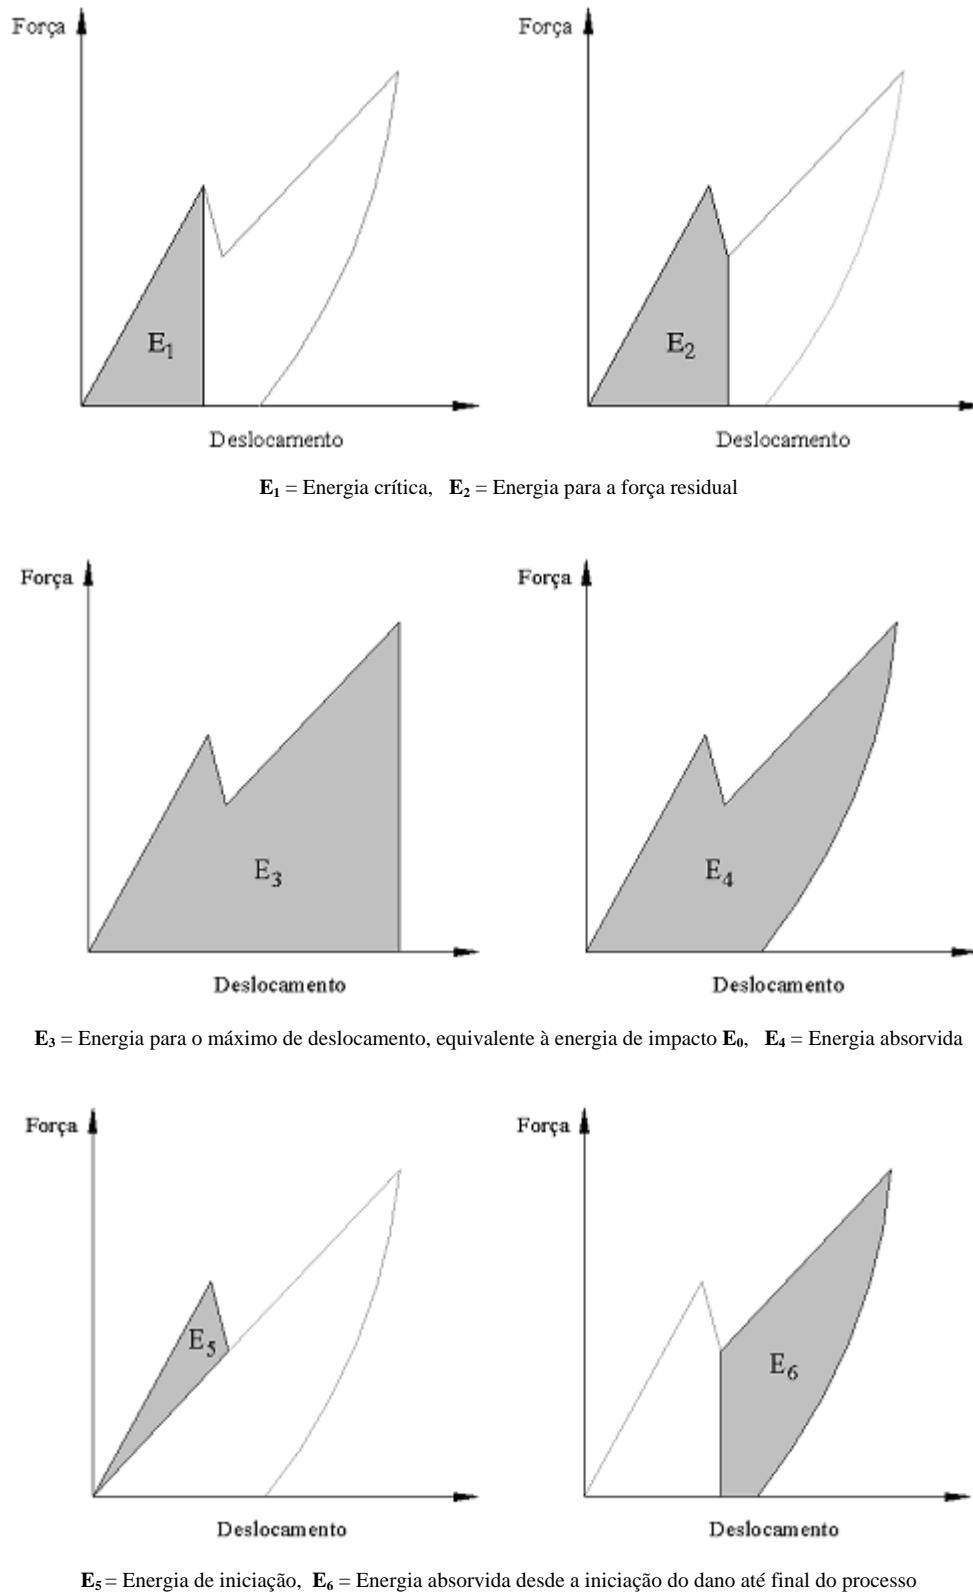 Força
Força
E₁
E₂
Deslocamento
Deslocamento
E₁ = Energia crítica, E₂ = Energia para a força residual
Força
Força
E₃
E₄
Deslocamento
Deslocamento
E₃ = Energia para o máximo de deslocamento, equivalente à energia de impacto E₀, E₄ = Energia absorvida
Força
Força
E₅
E₆
Deslocamento
Deslocamento
E₅ = Energia de iniciação, E₆ = Energia absorvida desde a iniciação do dano até final do processo